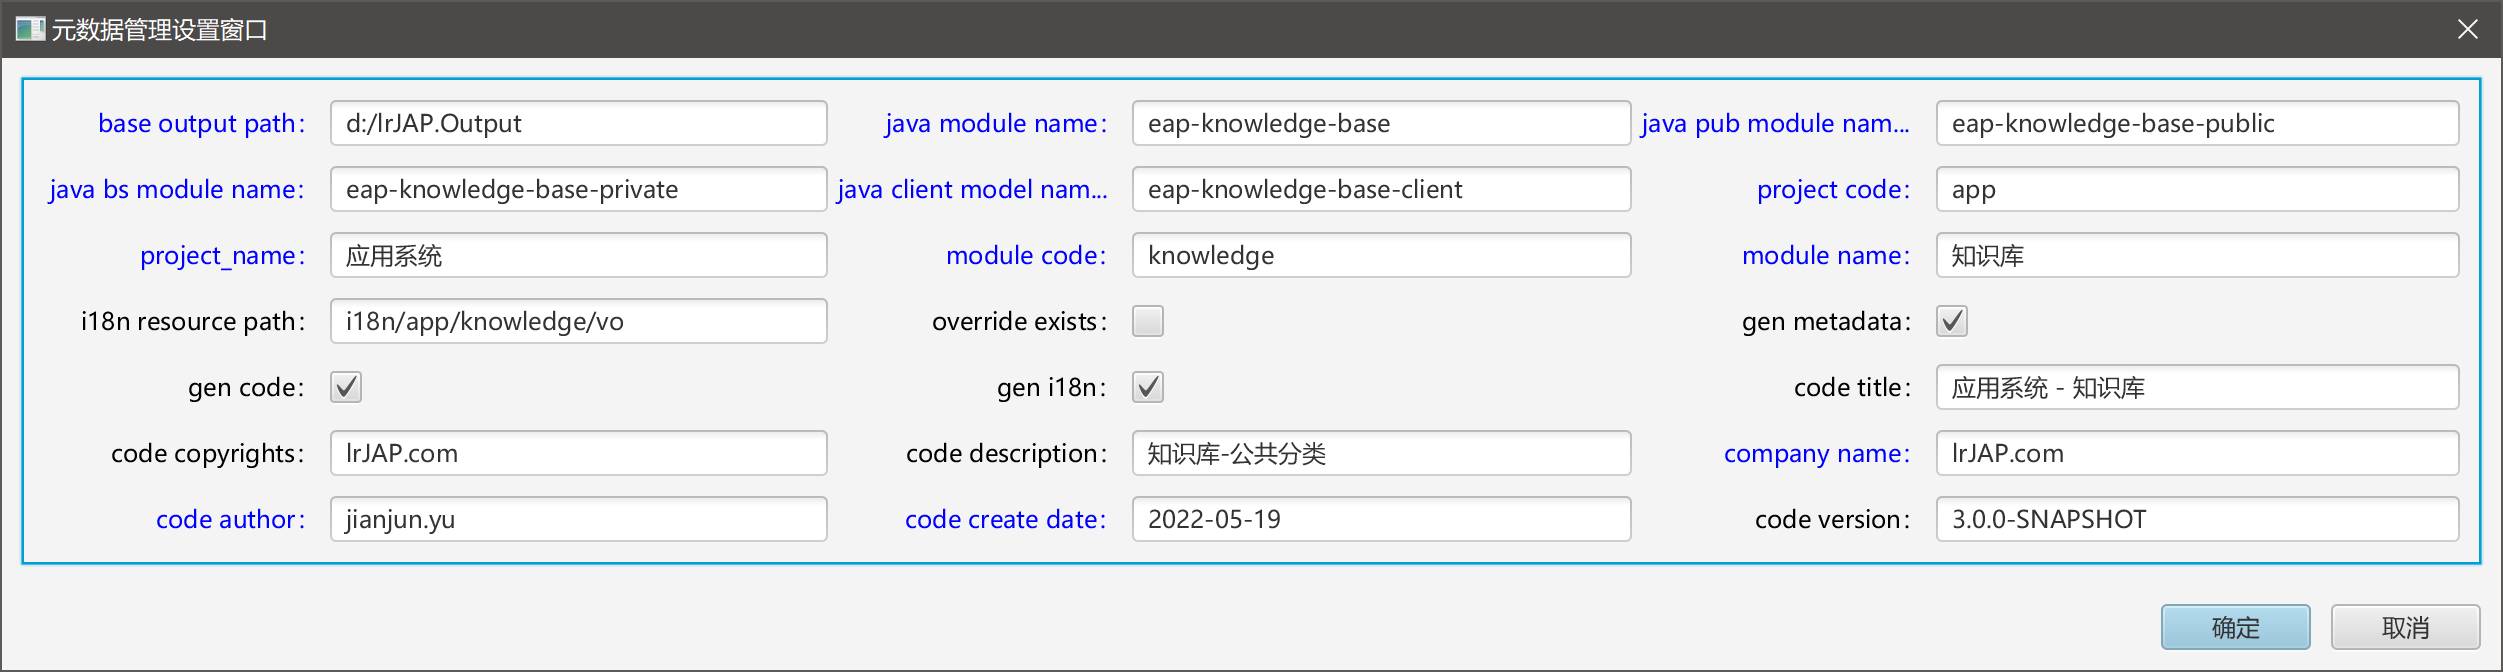 元数据管理设置窗口
base output path: d:/lrJAP.Output java module name: eap-knowledge-base java pub module nam... eap-knowledge-base-public
java bs module name: eap-knowledge-base-private java client model nam... eap-knowledge-base-client project code: app
project_name: 应用系统 module code: knowledge module name: 知识库
i18n resource path: i18n/app/knowledge/vo override exists: gen metadata:
gen code: gen i18n: code title: 应用系统 - 知识库
code copyrights: lrJAP.com code description: 知识库-公共分类 company name: lrJAP.com
code author: jianjun.yu code create date: 2022-05-19 code version: 3.0.0-SNAPSHOT
确定 取消